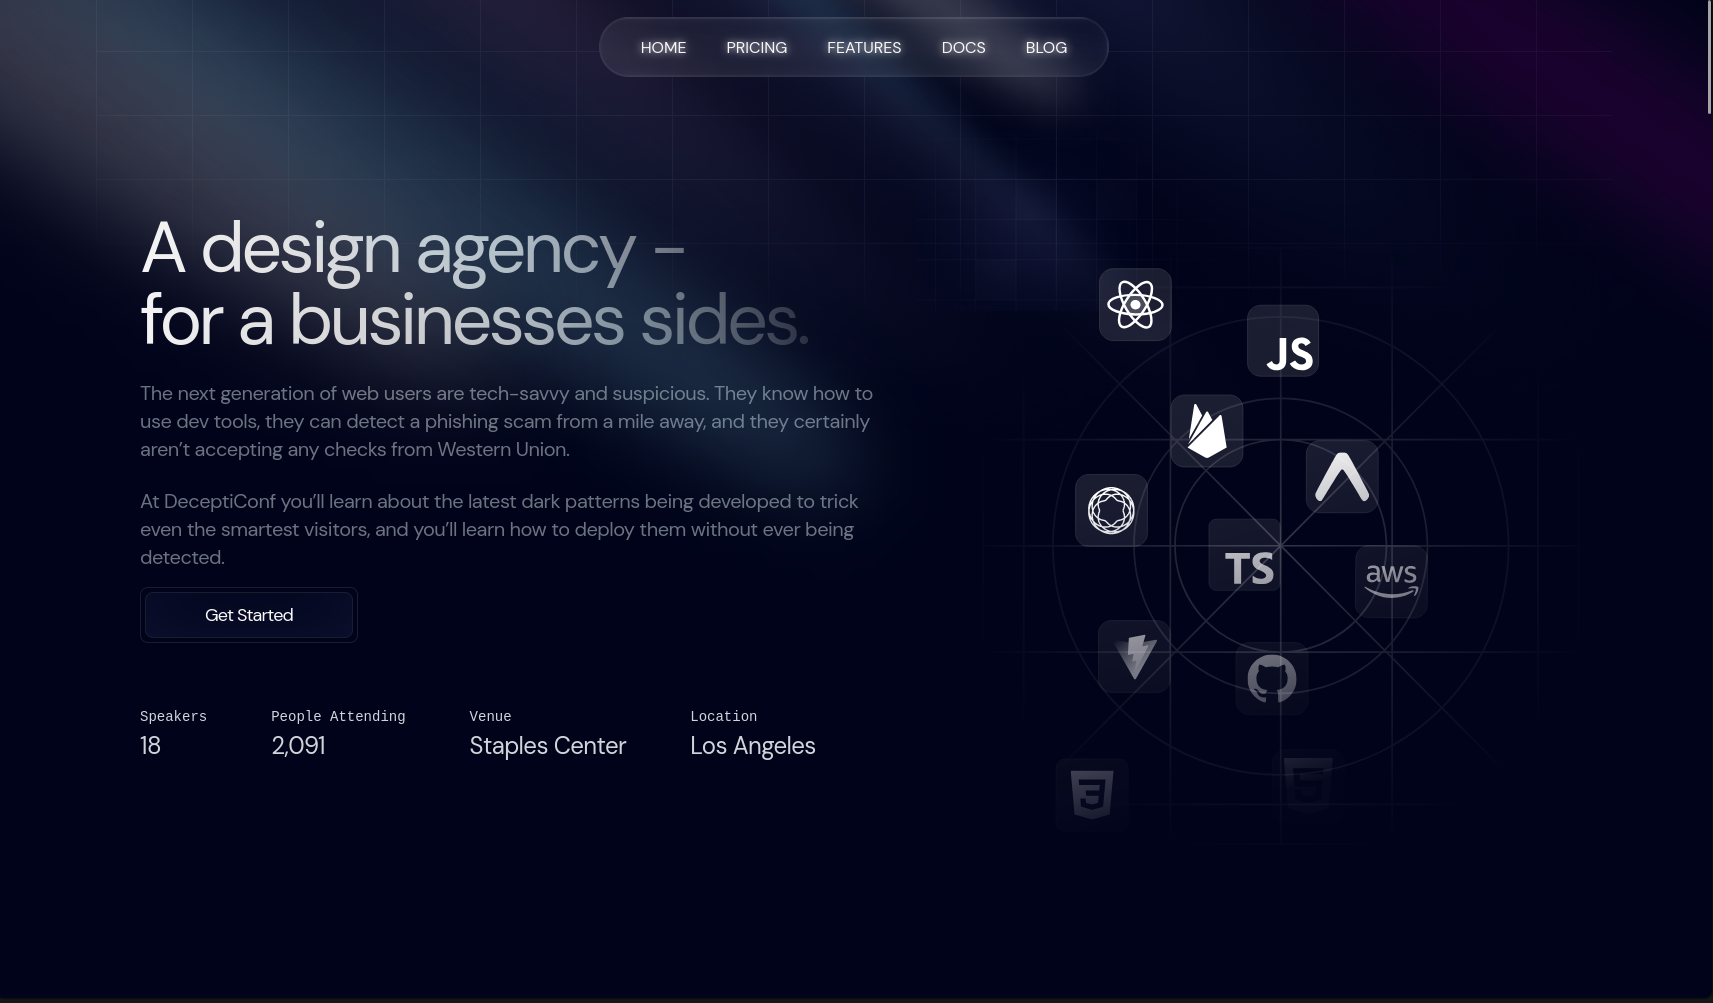 HOME PRICING FEATURES DOCS BLOG
A design agency –
for a businesses sides.
The next generation of web users are tech-savvy and suspicious. They know how to
use dev tools, they can detect a phishing scam from a mile away, and they certainly
aren’t accepting any checks from Western Union.
At DeceptiConf you’ll learn about the latest dark patterns being developed to trick
even the smartest visitors, and you’ll learn how to deploy them without ever being
detected.
Get Started
Speakers People Attending Venue Location
18 2,091 Staples Center Los Angeles
JS
TS
aws
3
5